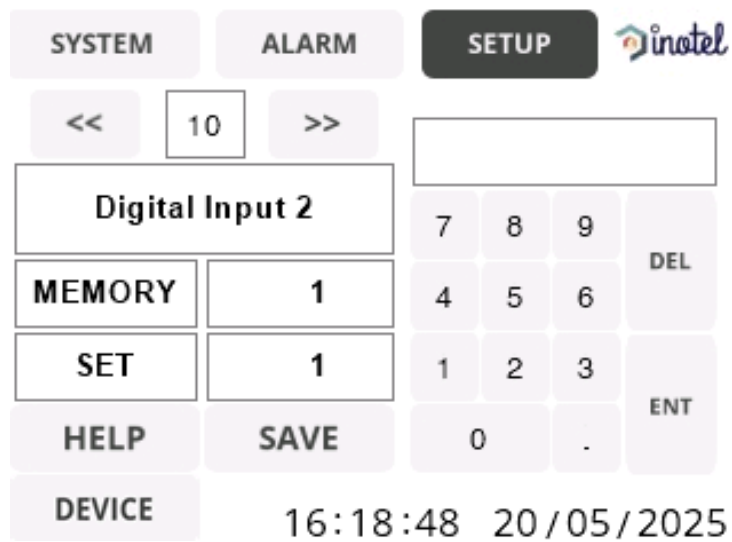 SYSTEM ALARM SETUP inotel
<< 10 >>
Digital Input 2
MEMORY 1
SET 1
HELP SAVE
DEVICE
7 8 9 DEL
4 5 6
1 2 3 ENT
0 .
16:18:48 20/05/2025